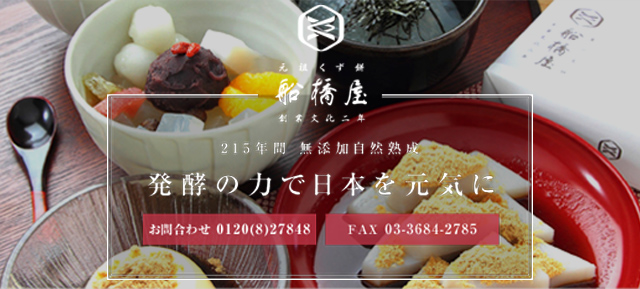 元祖くず餅
船橋屋
創業文化二年
215年間 無添加自然熟成
発酵の力で日本を元気に
お問合わせ 0120(8)27848
FAX 03-3684-2785